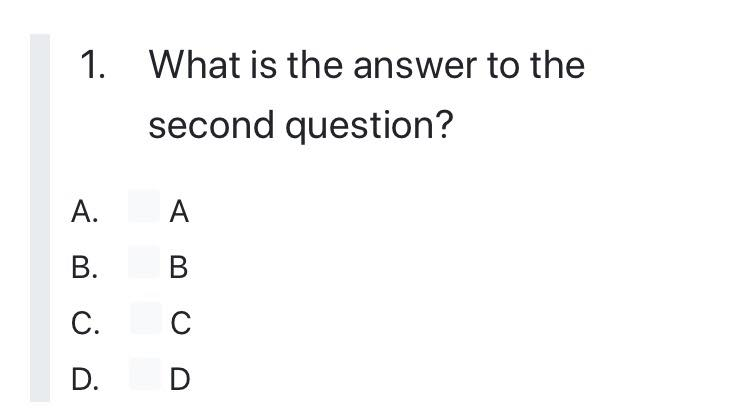 1. What is the answer to the
second question?
A. A
B. B
C. C
D. D